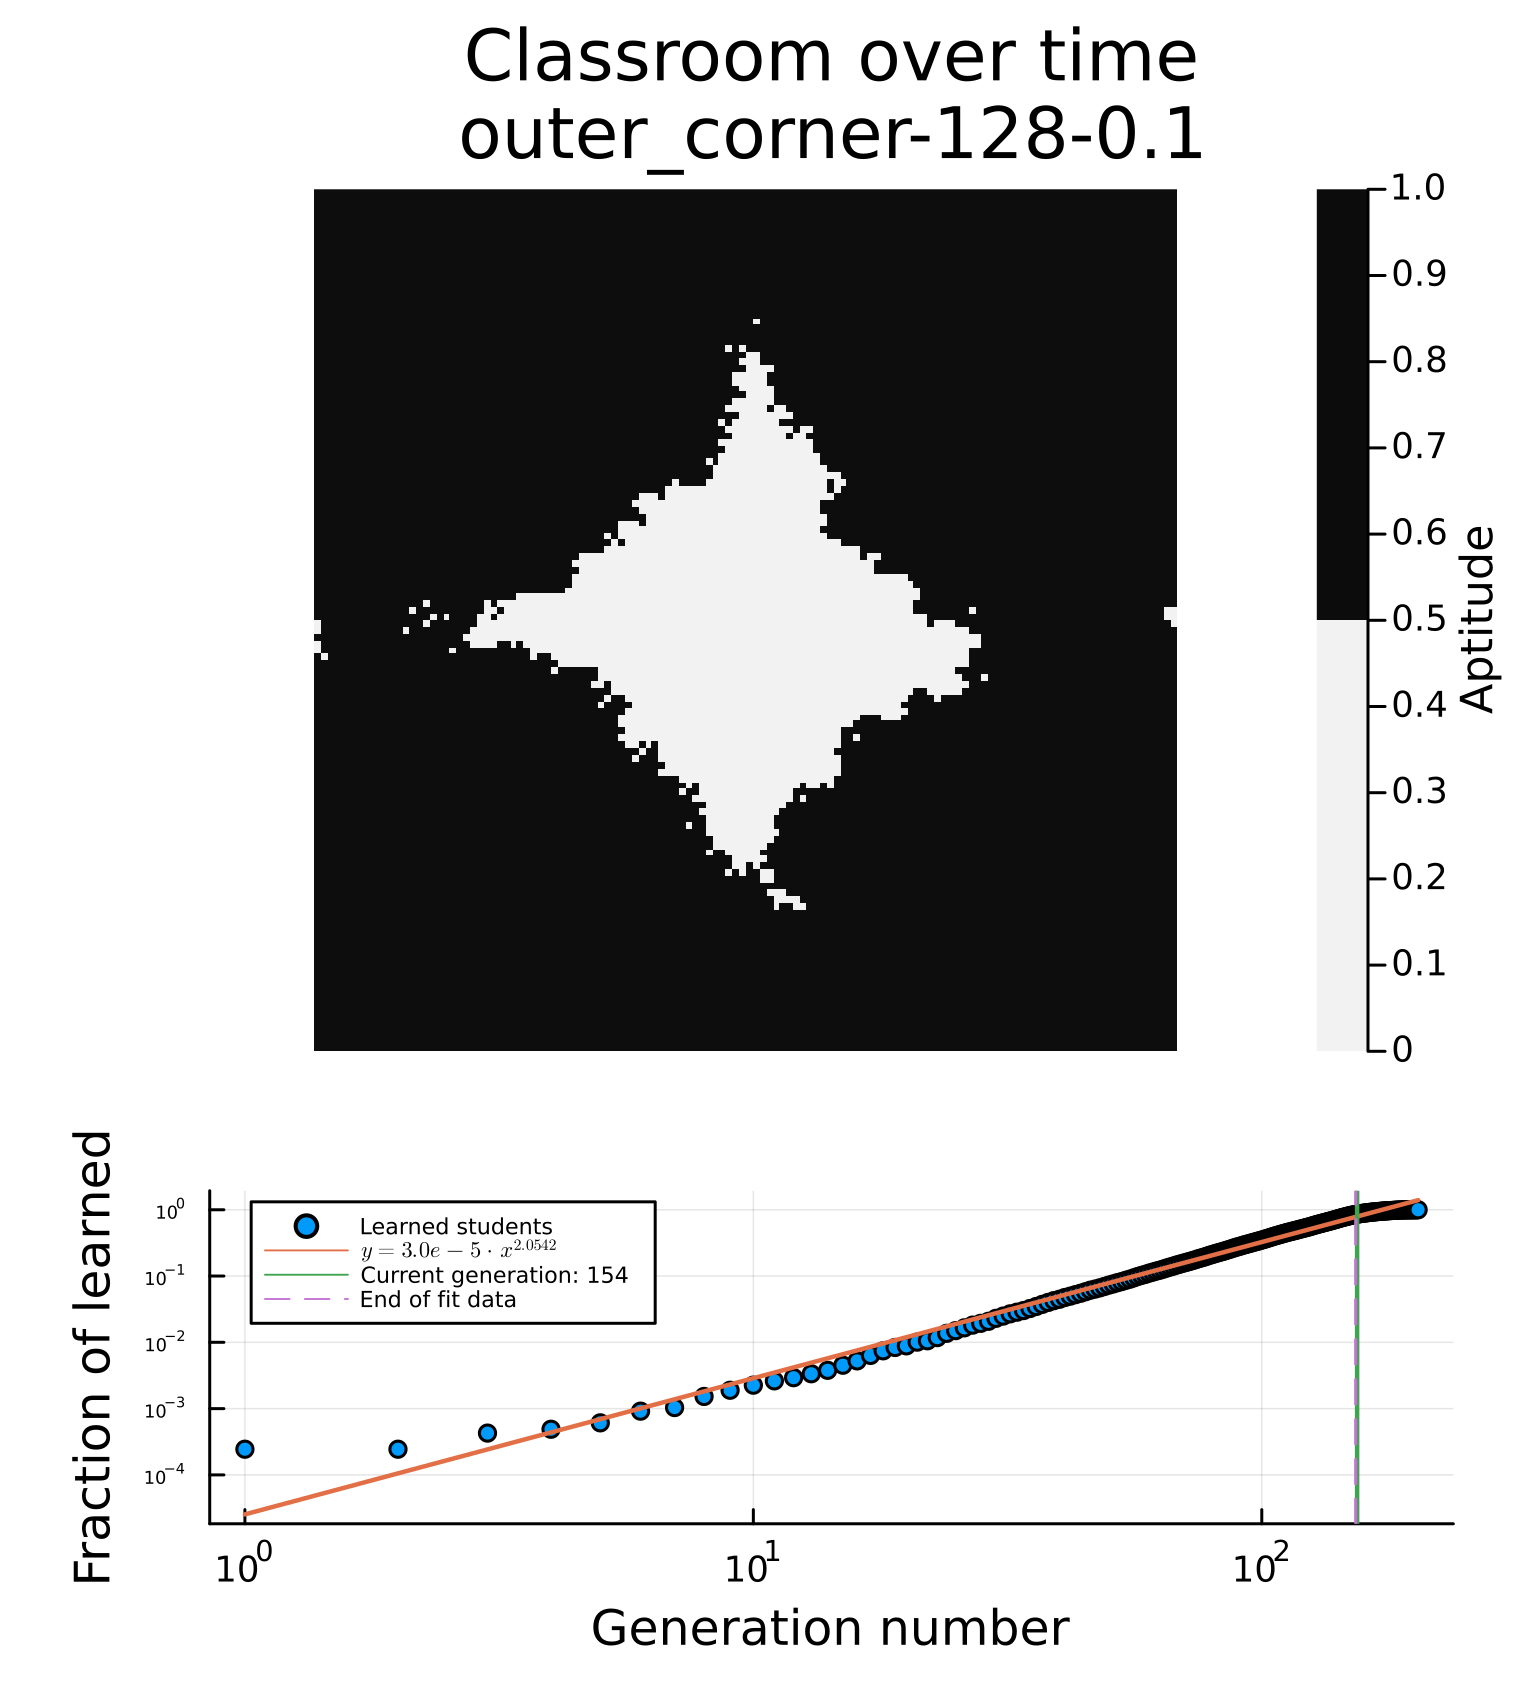 Classroom over time
outer_corner-128-0.1
1.0
0.9
0.8
0.7
0.6
0.5
0.4
0.3
0.2
0.1
0
Aptitude
Fraction of learned
10⁰
10⁻¹
10⁻²
10⁻³
10⁻⁴
Learned students
y = 3.0e − 5 · x^2.0542
Current generation: 154
End of fit data
10⁰ 10¹ 10²
Generation number